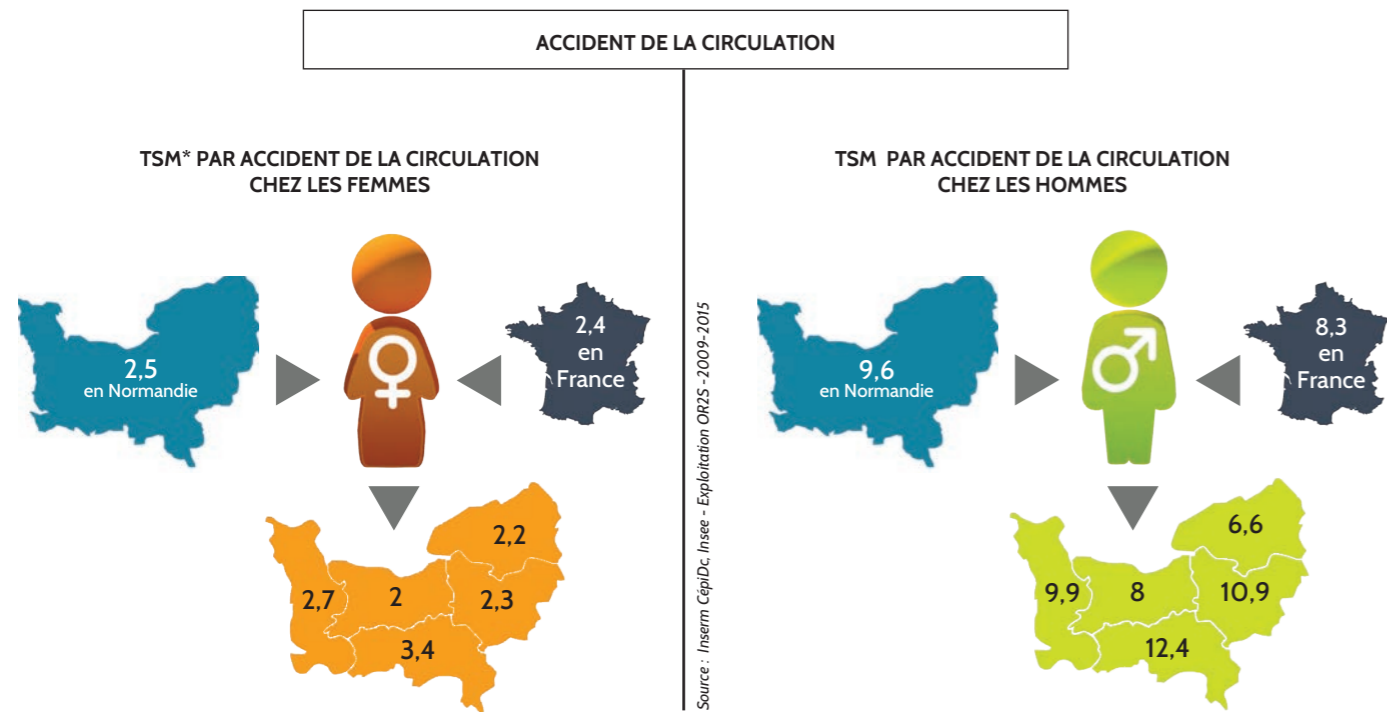 ACCIDENT DE LA CIRCULATION
TSM* PAR ACCIDENT DE LA CIRCULATION
CHEZ LES FEMMES
2,5
en Normandie
2,4
en
France
2,2
2,7
2
2,3
3,4
Source : Inserm CépiDc, Insee - Exploitation OR2S -2009-2015
TSM PAR ACCIDENT DE LA CIRCULATION
CHEZ LES HOMMES
9,6
en Normandie
8,3
en
France
6,6
9,9
8
10,9
12,4